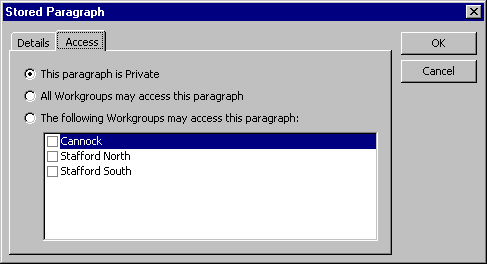 Stored Paragraph
Details
Access
OK
Cancel
This paragraph is Private
All Workgroups may access this paragraph
The following Workgroups may access this paragraph:
Cannock
Stafford North
Stafford South